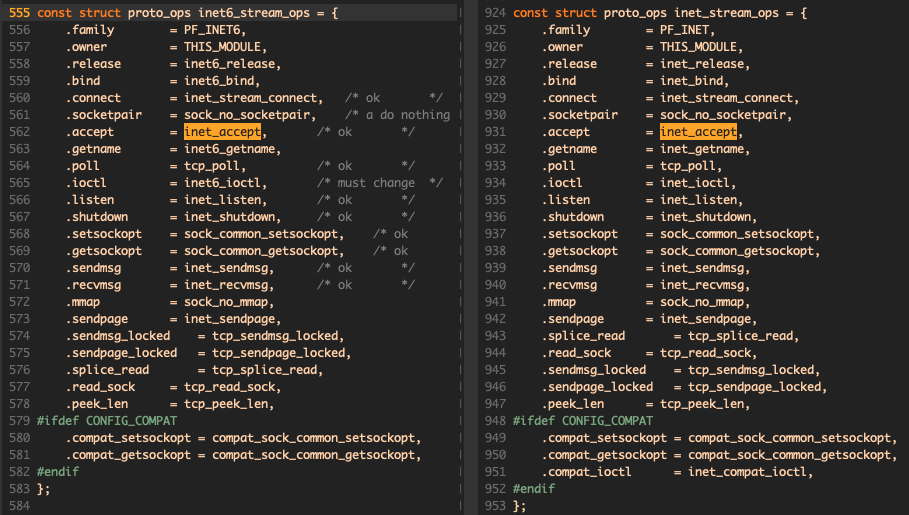 555 const struct proto_ops inet6_stream_ops = {
556 .family = PF_INET6,
557 .owner = THIS_MODULE,
558 .release = inet6_release,
559 .bind = inet6_bind,
560 .connect = inet_stream_connect, /* ok */
561 .socketpair = sock_no_socketpair, /* a do nothing
562 .accept = inet_accept, /* ok */
563 .getname = inet6_getname,
564 .poll = tcp_poll, /* ok */
565 .ioctl = inet6_ioctl, /* must change */
566 .listen = inet_listen, /* ok */
567 .shutdown = inet_shutdown, /* ok */
568 .setsockopt = sock_common_setsockopt, /* ok
569 .getsockopt = sock_common_getsockopt, /* ok
570 .sendmsg = inet_sendmsg, /* ok */
571 .recvmsg = inet_recvmsg, /* ok */
572 .mmap = sock_no_mmap,
573 .sendpage = inet_sendpage,
574 .sendmsg_locked = tcp_sendmsg_locked,
575 .sendpage_locked = tcp_sendpage_locked,
576 .splice_read = tcp_splice_read,
577 .read_sock = tcp_read_sock,
578 .peek_len = tcp_peek_len,
579 #ifdef CONFIG_COMPAT
580 .compat_setsockopt = compat_sock_common_setsockopt,
581 .compat_getsockopt = compat_sock_common_getsockopt,
582 #endif
583 };
584
924 const struct proto_ops inet_stream_ops = {
925 .family = PF_INET,
926 .owner = THIS_MODULE,
927 .release = inet_release,
928 .bind = inet_bind,
929 .connect = inet_stream_connect,
930 .socketpair = sock_no_socketpair,
931 .accept = inet_accept,
932 .getname = inet_getname,
933 .poll = tcp_poll,
934 .ioctl = inet_ioctl,
935 .listen = inet_listen,
936 .shutdown = inet_shutdown,
937 .setsockopt = sock_common_setsockopt,
938 .getsockopt = sock_common_getsockopt,
939 .sendmsg = inet_sendmsg,
940 .recvmsg = inet_recvmsg,
941 .mmap = sock_no_mmap,
942 .sendpage = inet_sendpage,
943 .splice_read = tcp_splice_read,
944 .read_sock = tcp_read_sock,
945 .sendmsg_locked = tcp_sendmsg_locked,
946 .sendpage_locked = tcp_sendpage_locked,
947 .peek_len = tcp_peek_len,
948 #ifdef CONFIG_COMPAT
949 .compat_setsockopt = compat_sock_common_setsockopt,
950 .compat_getsockopt = compat_sock_common_getsockopt,
951 .compat_ioctl = inet_compat_ioctl,
952 #endif
953 };